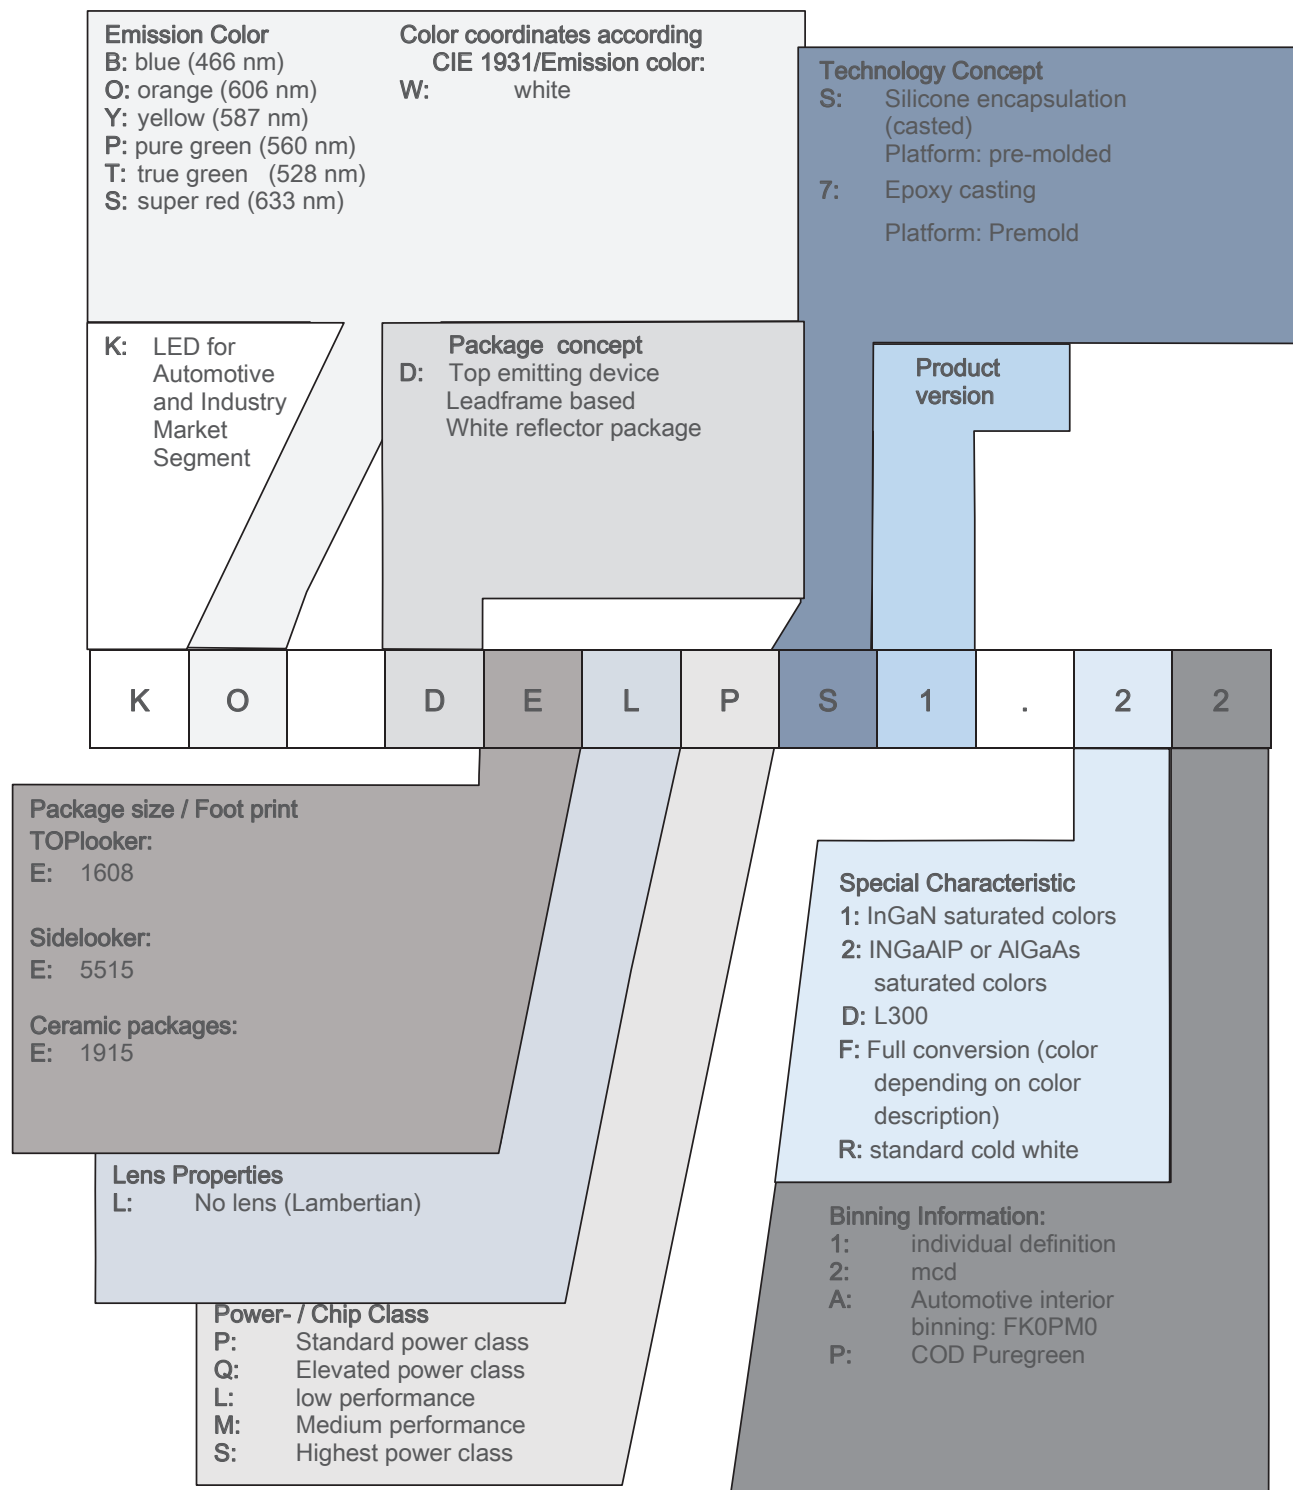 Emission Color
B: blue (466 nm)
O: orange (606 nm)
Y: yellow (587 nm)
P: pure green (560 nm)
T: true green (528 nm)
S: super red (633 nm)
Color coordinates according
CIE 1931/Emission color:
W: white
Technology Concept
S: Silicone encapsulation
(casted)
Platform: pre-molded
7: Epoxy casting
Platform: Premold
K: LED for
Automotive
and Industry
Market
Segment
Package concept
D: Top emitting device
Leadframe based
White reflector package
Product
version
K O D E L P S 1 . 2 2
Package size / Foot print
TOPlooker:
E: 1608
Sidelooker:
E: 5515
Ceramic packages:
E: 1915
Lens Properties
L: No lens (Lambertian)
Power- / Chip Class
P: Standard power class
Q: Elevated power class
L: low performance
M: Medium performance
S: Highest power class
Special Characteristic
1: InGaN saturated colors
2: INGaAlP or AlGaAs
saturated colors
D: L300
F: Full conversion (color
depending on color
description)
R: standard cold white
Binning Information:
1: individual definition
2: mcd
A: Automotive interior
binning: FK0PM0
P: COD Puregreen